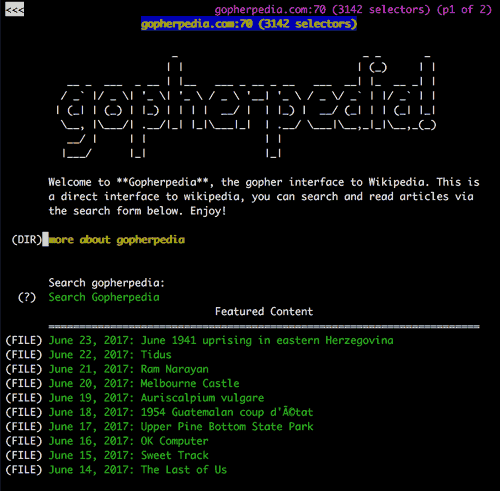 <<<
gopherpedia.com:70 (3142 selectors) (p1 of 2)
gopherpedia.com:70 (3142 selectors)
gopherpedia!
Welcome to **Gopherpedia**, the gopher interface to Wikipedia. This is
a direct interface to wikipedia, you can search and read articles via
the search form below. Enjoy!
(DIR) more about gopherpedia
Search gopherpedia:
(?) Search Gopherpedia
Featured Content
(FILE) June 23, 2017: June 1941 uprising in eastern Herzegovina
(FILE) June 22, 2017: Tidus
(FILE) June 21, 2017: Ram Narayan
(FILE) June 20, 2017: Melbourne Castle
(FILE) June 19, 2017: Auriscalpium vulgare
(FILE) June 18, 2017: 1954 Guatemalan coup d'Ã©tat
(FILE) June 17, 2017: Upper Pine Bottom State Park
(FILE) June 16, 2017: OK Computer
(FILE) June 15, 2017: Sweet Track
(FILE) June 14, 2017: The Last of Us